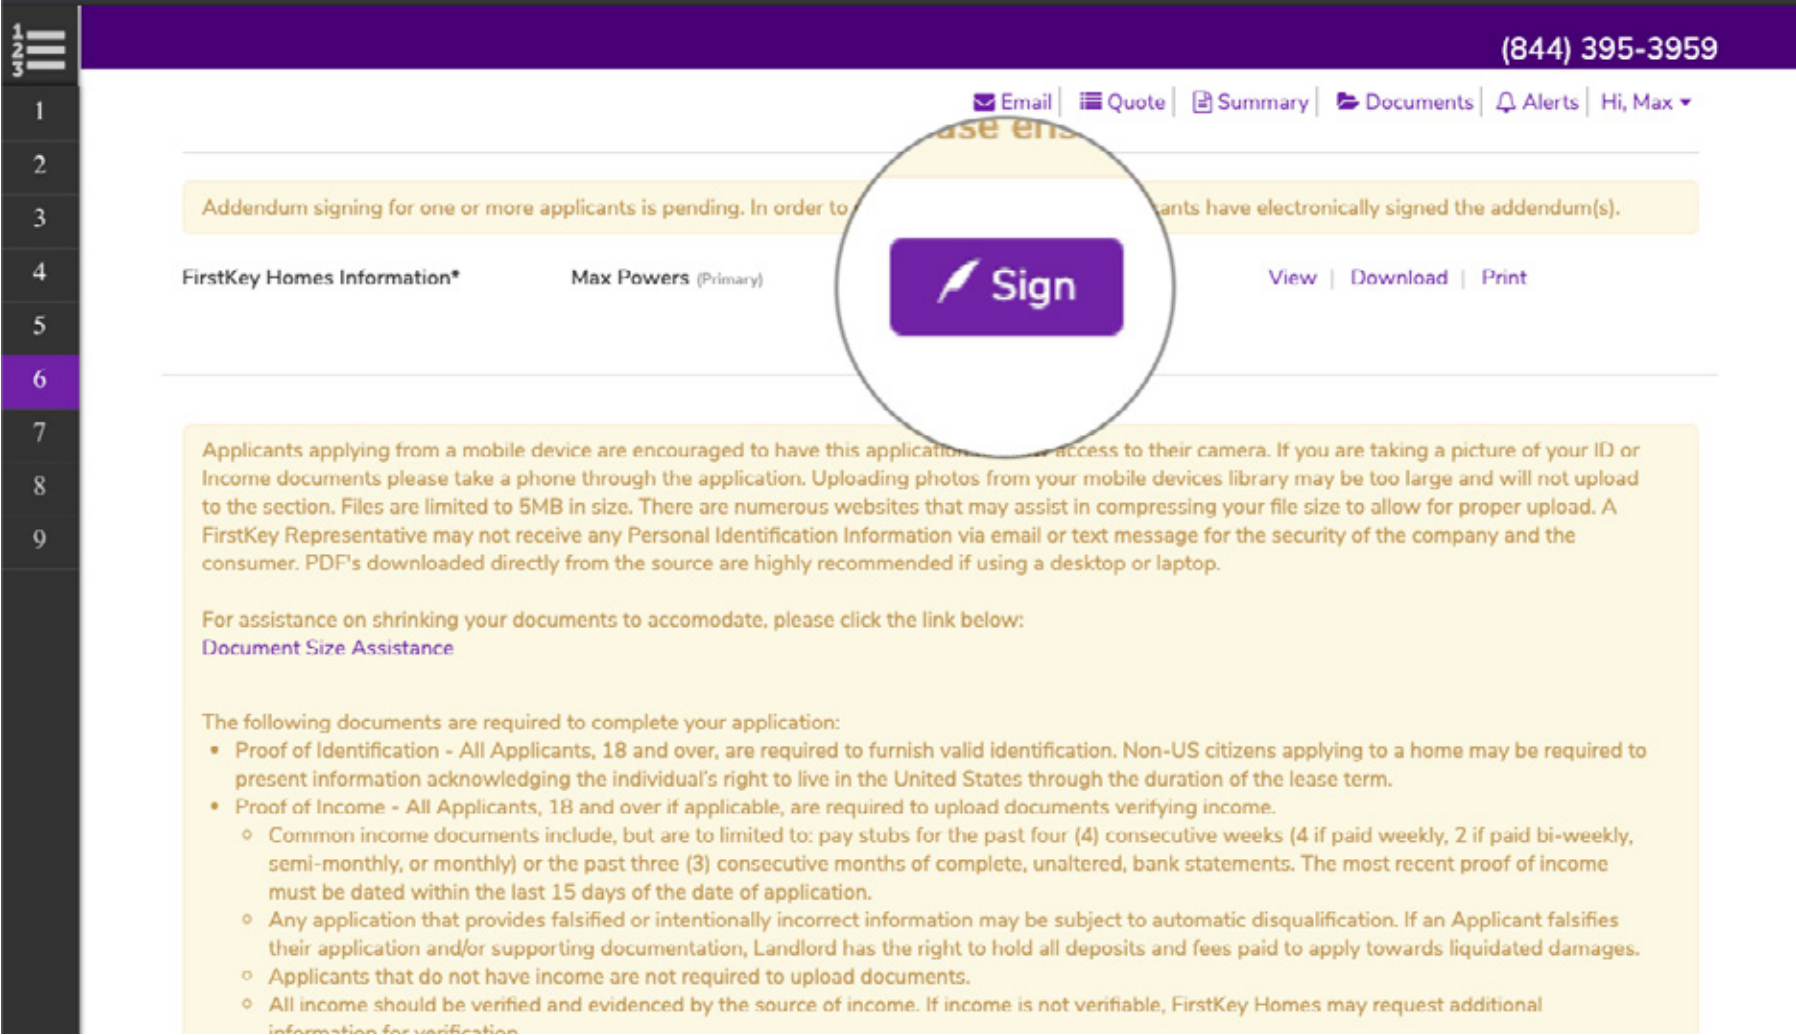 1
2
3
(844) 395-3959
1
2
3
4
5
6
7
8
9
Email Quote Summary Documents Alerts Hi, Max
ase ens
Addendum signing for one or more applicants is pending. In order to ants have electronically signed the addendum(s).
FirstKey Homes Information* Max Powers (Primary) Sign View | Download | Print
Applicants applying from a mobile device are encouraged to have this application access to their camera. If you are taking a picture of your ID or
Income documents please take a phone through the application. Uploading photos from your mobile devices library may be too large and will not upload
to the section. Files are limited to 5MB in size. There are numerous websites that may assist in compressing your file size to allow for proper upload. A
FirstKey Representative may not receive any Personal Identification Information via email or text message for the security of the company and the
consumer. PDF's downloaded directly from the source are highly recommended if using a desktop or laptop.
For assistance on shrinking your documents to accomodate, please click the link below:
Document Size Assistance
The following documents are required to complete your application:
• Proof of Identification - All Applicants, 18 and over, are required to furnish valid identification. Non-US citizens applying to a home may be required to
present information acknowledging the individual's right to live in the United States through the duration of the lease term.
• Proof of Income - All Applicants, 18 and over if applicable, are required to upload documents verifying income.
◦ Common income documents include, but are to limited to: pay stubs for the past four (4) consecutive weeks (4 if paid weekly, 2 if paid bi-weekly,
semi-monthly, or monthly) or the past three (3) consecutive months of complete, unaltered, bank statements. The most recent proof of income
must be dated within the last 15 days of the date of application.
◦ Any application that provides falsified or intentionally incorrect information may be subject to automatic disqualification. If an Applicant falsifies
their application and/or supporting documentation, Landlord has the right to hold all deposits and fees paid to apply towards liquidated damages.
◦ Applicants that do not have income are not required to upload documents.
◦ All income should be verified and evidenced by the source of income. If income is not verifiable, FirstKey Homes may request additional
information for verification